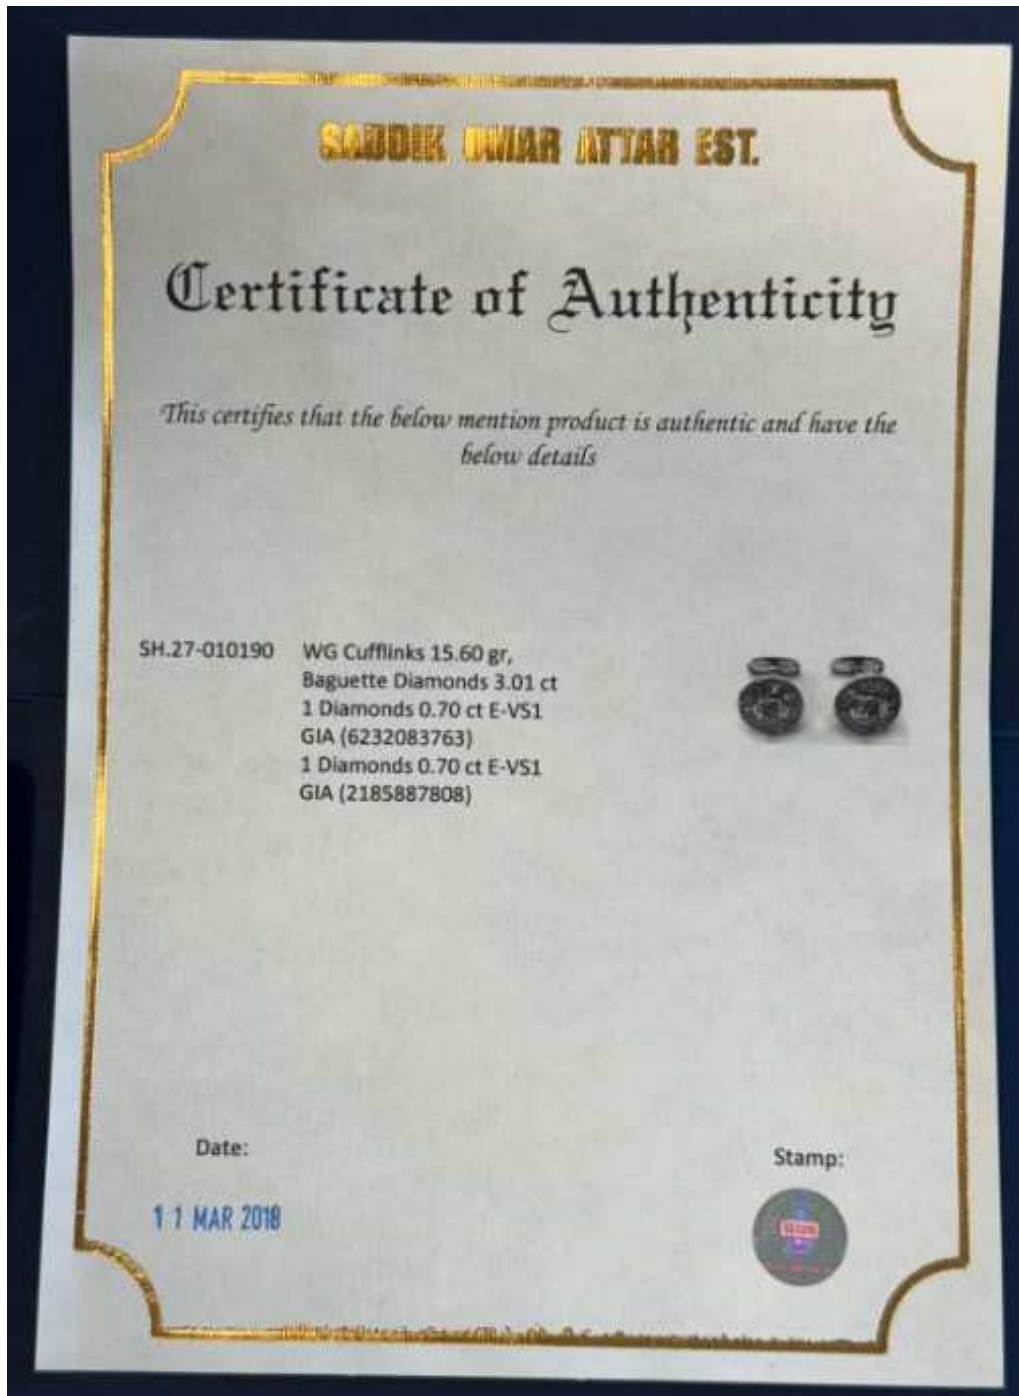 SADDIK OMAR ATTAR EST.
Certificate of Authenticity
This certifies that the below mention product is authentic and have the
below details
SH.27-010190
WG Cufflinks 15.60 gr,
Baguette Diamonds 3.01 ct
1 Diamonds 0.70 ct E-VS1
GIA (6232083763)
1 Diamonds 0.70 ct E-VS1
GIA (2185887808)
Date:
Stamp:
11 MAR 2018